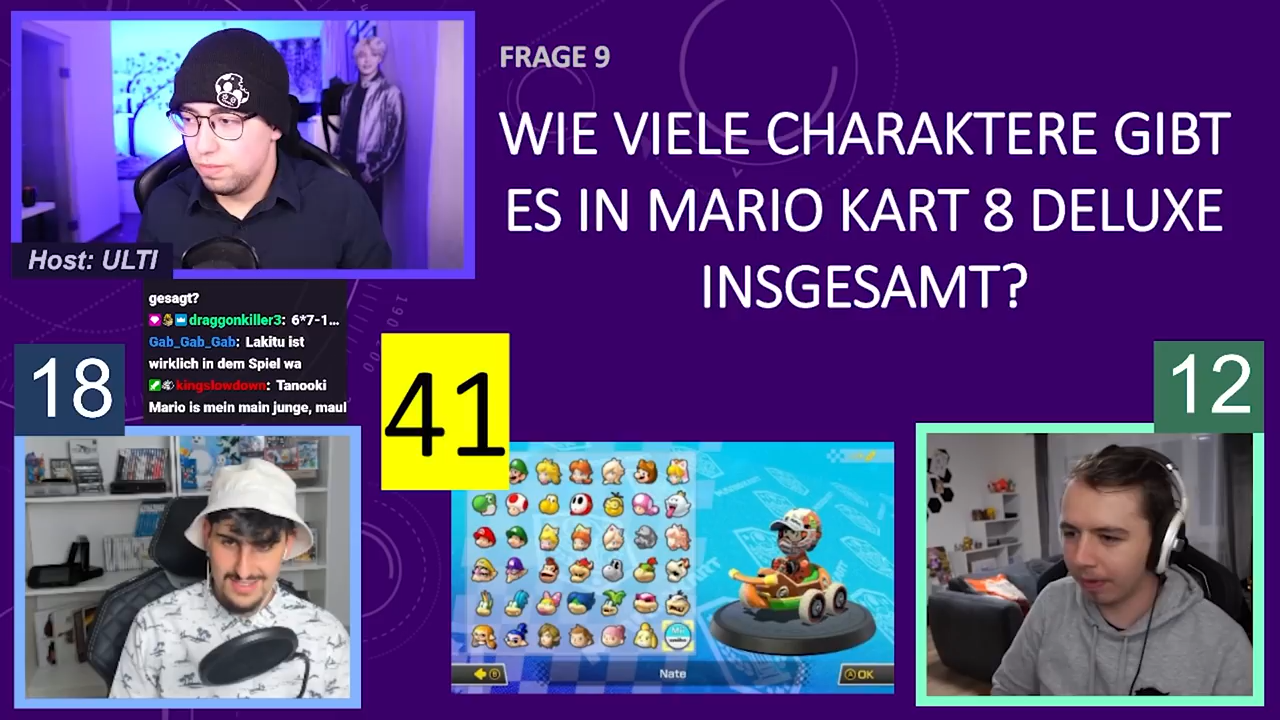 FRAGE 9
WIE VIELE CHARAKTERE GIBT
ES IN MARIO KART 8 DELUXE
INSGESAMT?
Host: ULTI
gesagt?
draggonkiller3: 6*7-1...
Gab_Gab_Gab: Lakitu ist
wirklich in dem Spiel wa
kingslowdown: Tanooki
Mario is mein main junge, maul
18
41
12
Mii
B
Nate
A OK